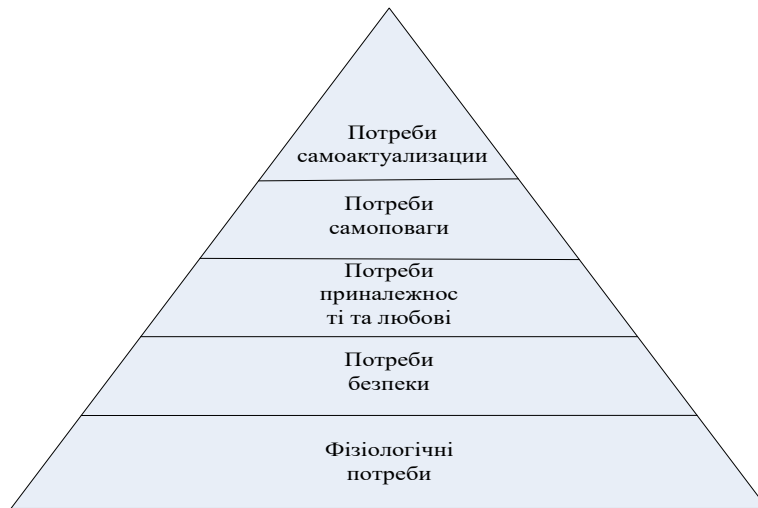 Потреби
самоактуализации
Потреби
самоповаги
Потреби
приналежнос
ті та любові
Потреби
безпеки
Фізіологічні
потреби